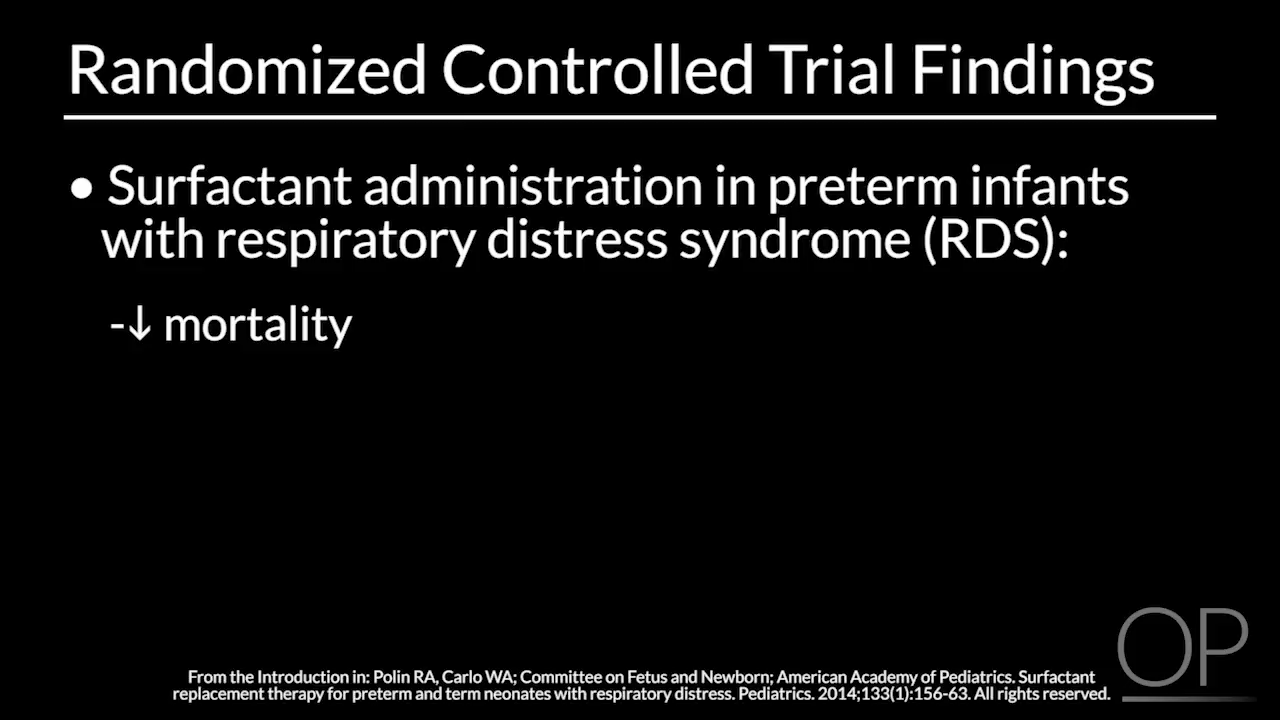 Randomized Controlled Trial Findings
• Surfactant administration in preterm infants
with respiratory distress syndrome (RDS):
-↓ mortality
From the Introduction in: Polin RA, Carlo WA; Committee on Fetus and Newborn; American Academy of Pediatrics. Surfactant
replacement therapy for preterm and term neonates with respiratory distress. Pediatrics. 2014;133(1):156-63. All rights reserved.
OP